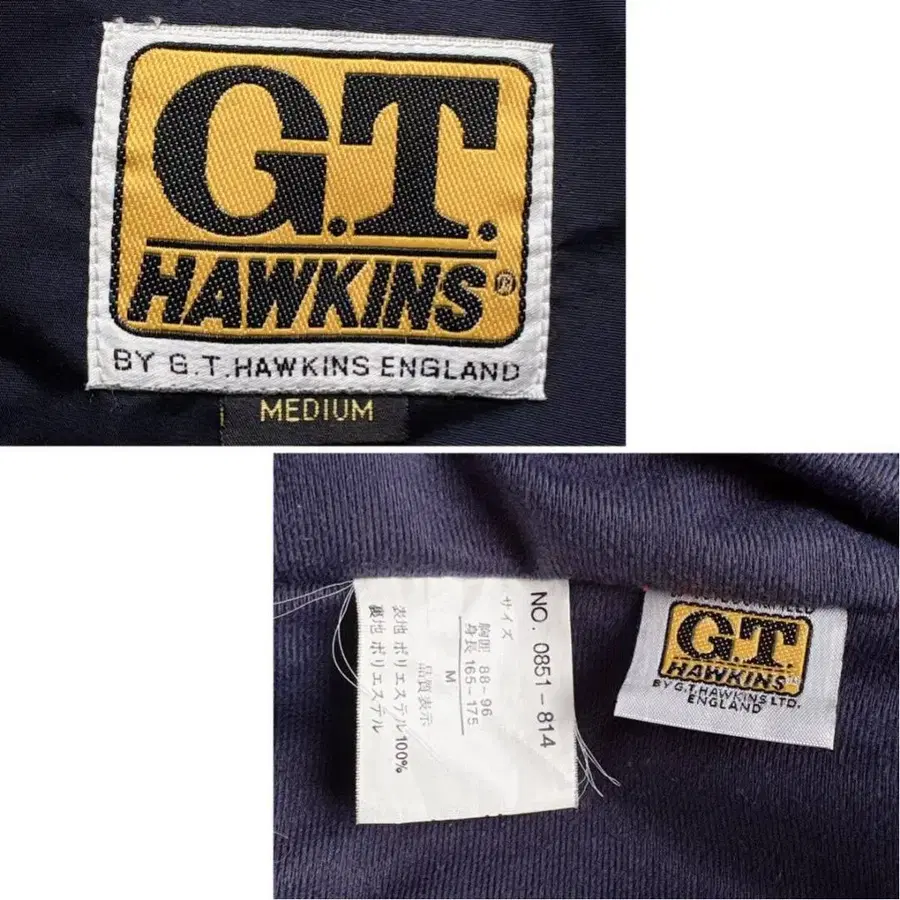 G.T.
HAWKINS®
BY G.T.HAWKINS ENGLAND
MEDIUM
NO. 0851-814
サイズ
胸囲 88-96
身長 165-175
M
品質表示
表地 ポリエステル100%
裏地 ポリエステル
G.T.
HAWKINS
BY G.T.HAWKINS LTD.
ENGLAND